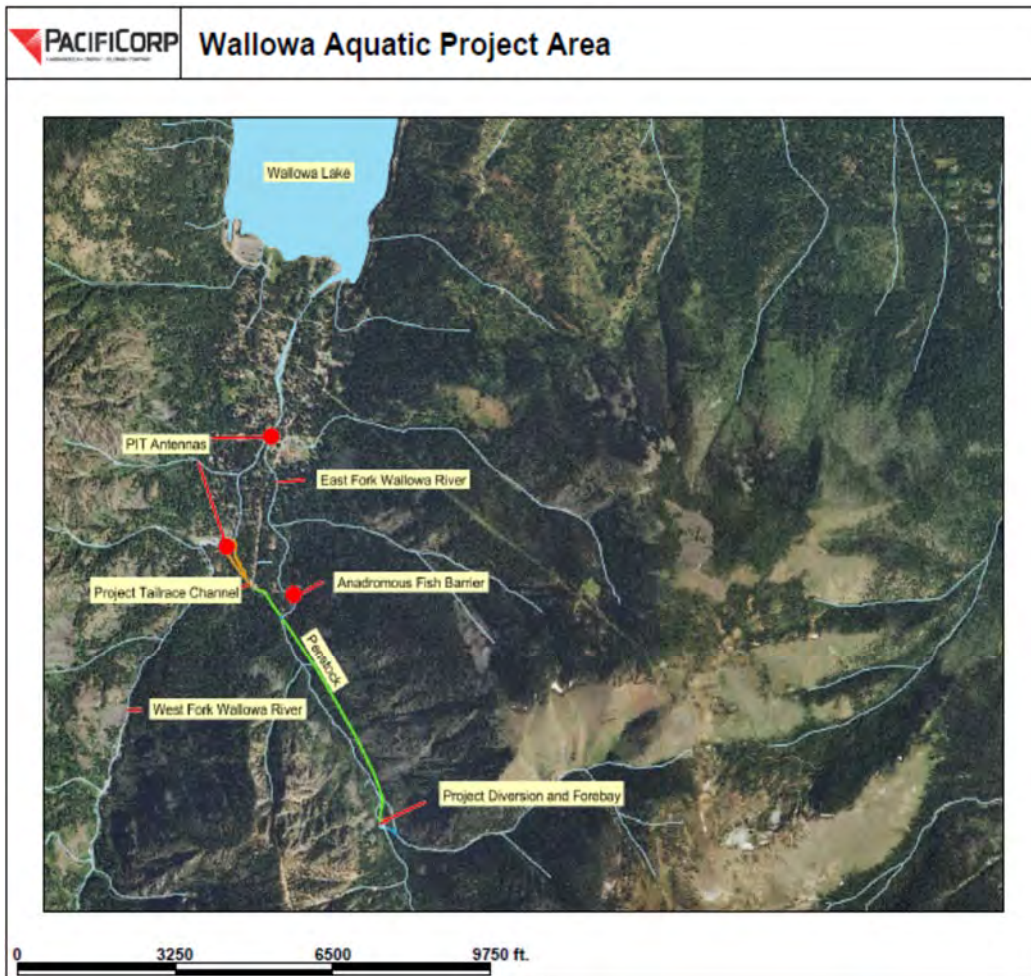 PACIFICORP
Wallowa Aquatic Project Area
Wallowa Lake
PIT Antennas
East Fork Wallowa River
Project Tailrace Channel
Anadromous Fish Barrier
Penstock
West Fork Wallowa River
Project Diversion and Forebay
0 3250 6500 9750 ft.